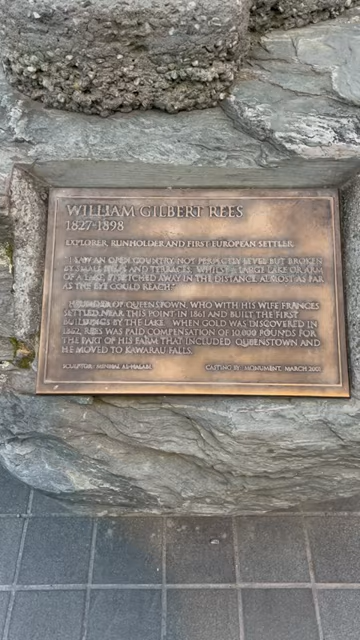 WILLIAM GILBERT REES
1827-1898
EXPLORER, RUNHOLDER AND FIRST EUROPEAN SETTLER
"I SAW AN OPEN COUNTRY, NOT PERFECTLY LEVEL BUT BROKEN
BY SMALL AND TERRACES, WHILST A LARGE LAKE OR ARM
OF A LAKE STRETCHED AWAY IN THE DISTANCE ALMOST AS FAR
AS THE EYE COULD REACH."
FOUNDER OF QUEENSTOWN, WHO WITH HIS WIFE FRANCES
SETTLED NEAR THIS POINT IN 1861 AND BUILT THE FIRST
BUILDINGS BY THE LAKE. WHEN GOLD WAS DISCOVERED IN
1862, REES WAS PAID COMPENSATION OF 10,000 POUNDS FOR
THE PART OF HIS FARM THAT INCLUDED QUEENSTOWN AND
HE MOVED TO KAWARAU FALLS.
SCULPTOR: MINHAL AL-HALABI. CASTING BY: MONUMENT, MARCH